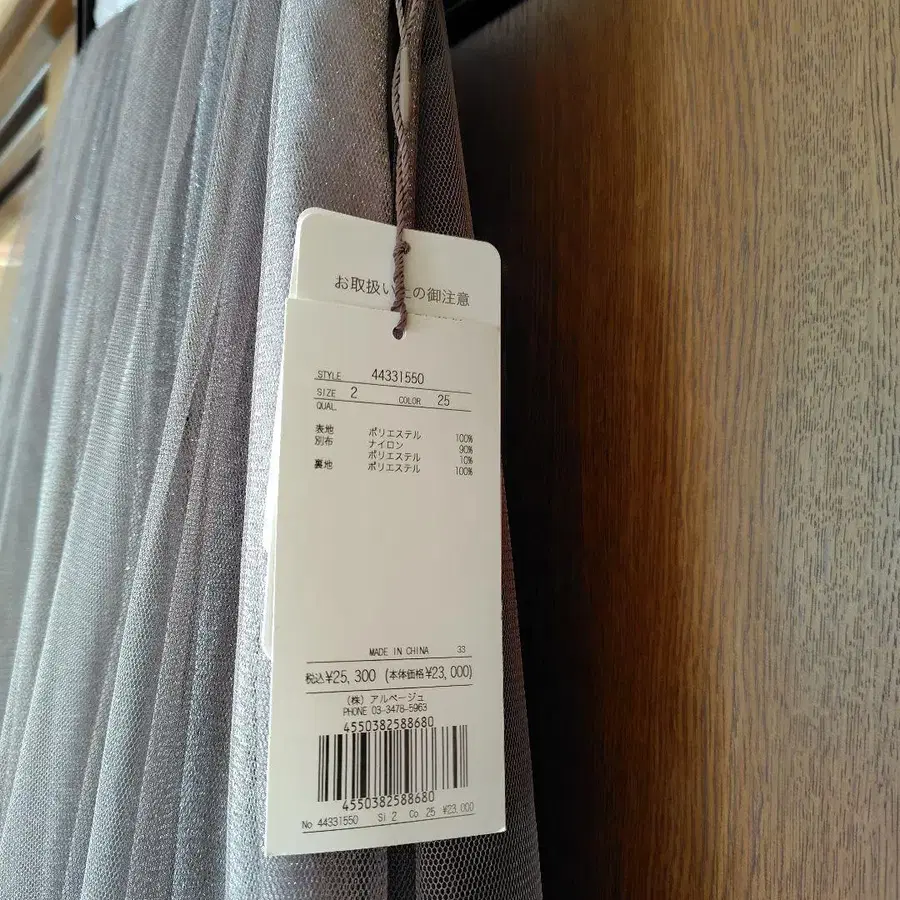 お取扱い上の御注意
STYLE 44331550
SIZE 2 COLOR 25
QUAL.
表地 ポリエステル 100%
別布 ナイロン 90%
ポリエステル 10%
裏地 ポリエステル 100%
MADE IN CHINA 33
税込¥25,300 (本体価格¥23,000)
(株) アルページュ
PHONE 03-3478-5963
4550382588680
4550382588680
No 44331550 Si 2 Co 25 ¥23,000